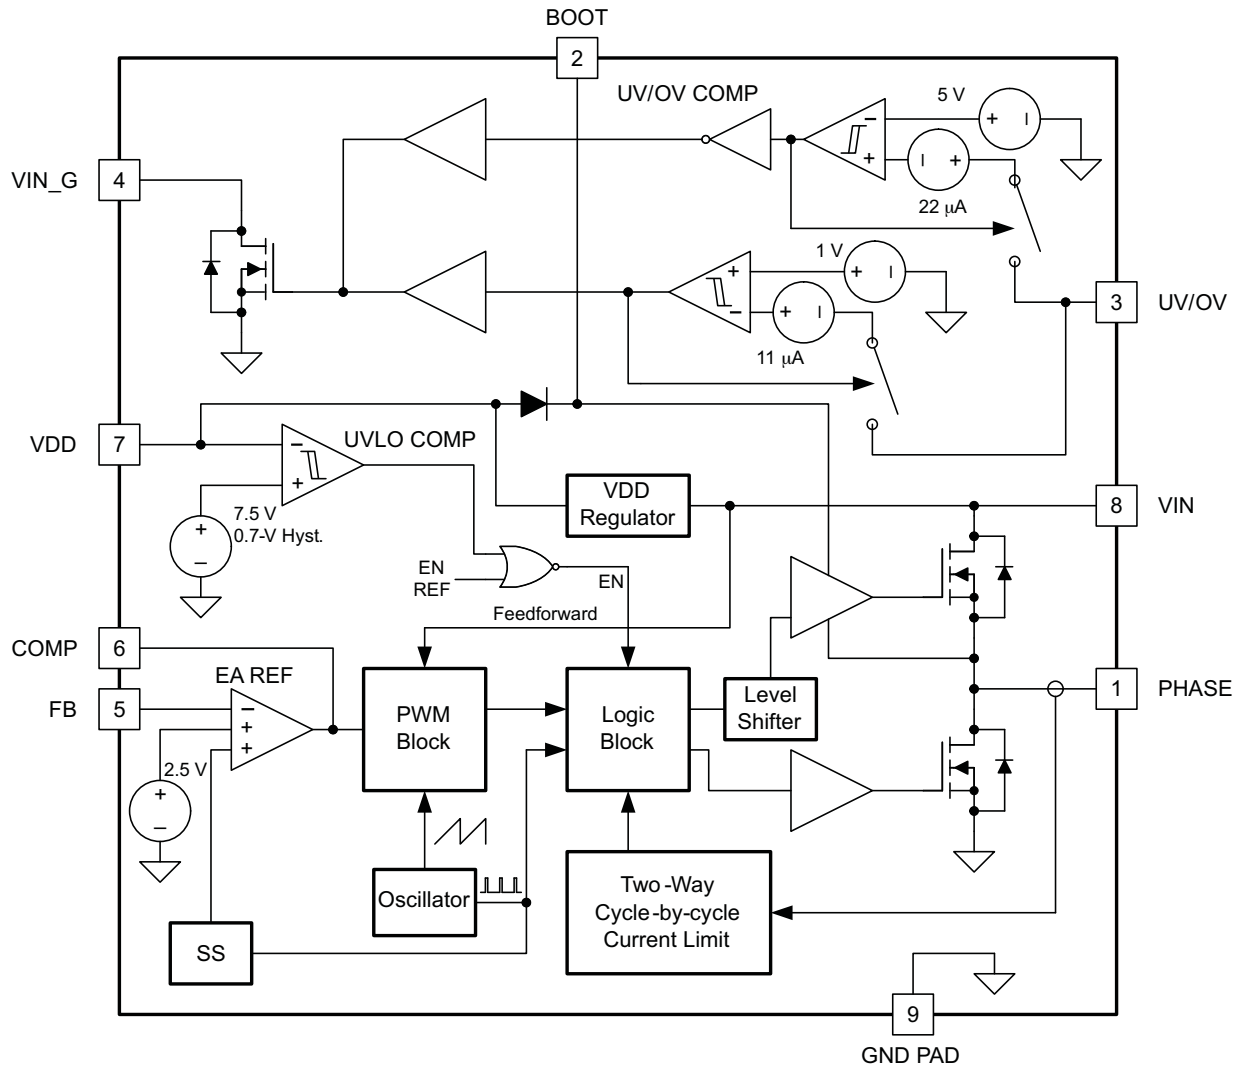 BOOT
2
UV/OV COMP
5 V
+
−
+
22 μA
VIN_G
4
1 V
+
−
11 μA
3
UV/OV
VDD
7
−
+
UVLO COMP
7.5 V
0.7-V Hyst.
+
−
VDD
Regulator
8
VIN
EN
REF
EN
Feedforward
COMP
6
EA REF
FB
5
−
+
+
2.5 V
+
−
PWM
Block
Logic
Block
Level
Shifter
1
PHASE
Oscillator
SS
Two-Way
Cycle-by-cycle
Current Limit
9
GND PAD